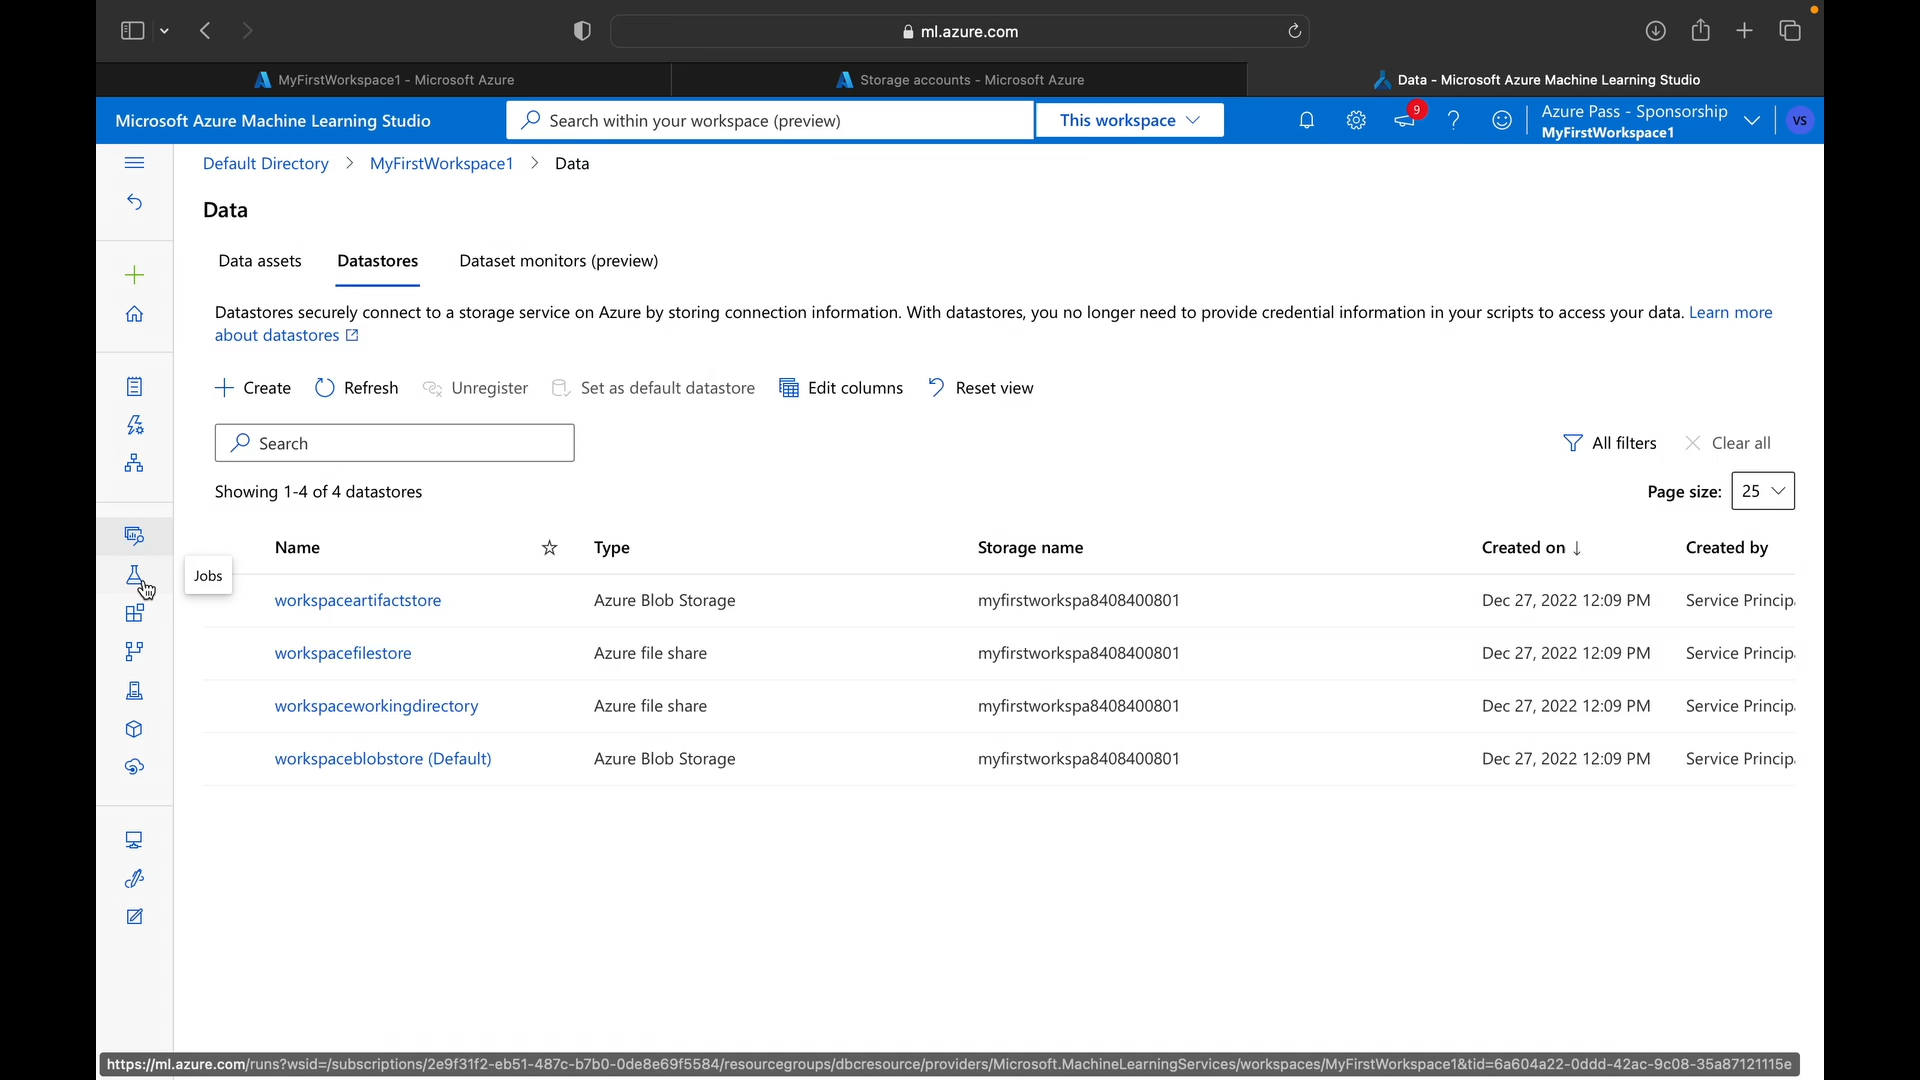 ml.azure.com
MyFirstWorkspace1 - Microsoft Azure
Storage accounts - Microsoft Azure
Data - Microsoft Azure Machine Learning Studio
Microsoft Azure Machine Learning Studio
Search within your workspace (preview)
This workspace
9
Azure Pass - Sponsorship
MyFirstWorkspace1
VS
Default Directory > MyFirstWorkspace1 > Data
Data
Data assets Datastores Dataset monitors (preview)
Datastores securely connect to a storage service on Azure by storing connection information. With datastores, you no longer need to provide credential information in your scripts to access your data. Learn more
about datastores
Create Refresh Unregister Set as default datastore Edit columns Reset view
Search
All filters Clear all
Showing 1-4 of 4 datastores
Page size: 25
Name Type Storage name Created on ↓ Created by
Jobs
workspaceartifactstore Azure Blob Storage myfirstworkspa8408400801 Dec 27, 2022 12:09 PM Service Princip
workspacefilestore Azure file share myfirstworkspa8408400801 Dec 27, 2022 12:09 PM Service Princip
workspaceworkingdirectory Azure file share myfirstworkspa8408400801 Dec 27, 2022 12:09 PM Service Princip
workspaceblobstore (Default) Azure Blob Storage myfirstworkspa8408400801 Dec 27, 2022 12:09 PM Service Princip
https://ml.azure.com/runs?wsid=/subscriptions/2e9f31f2-eb51-487c-b7b0-0de8e69f5584/resourcegroups/dbcresource/providers/Microsoft.MachineLearningServices/workspaces/MyFirstWorkspace1&tid=6a604a22-0ddd-42ac-9c08-35a87121115e